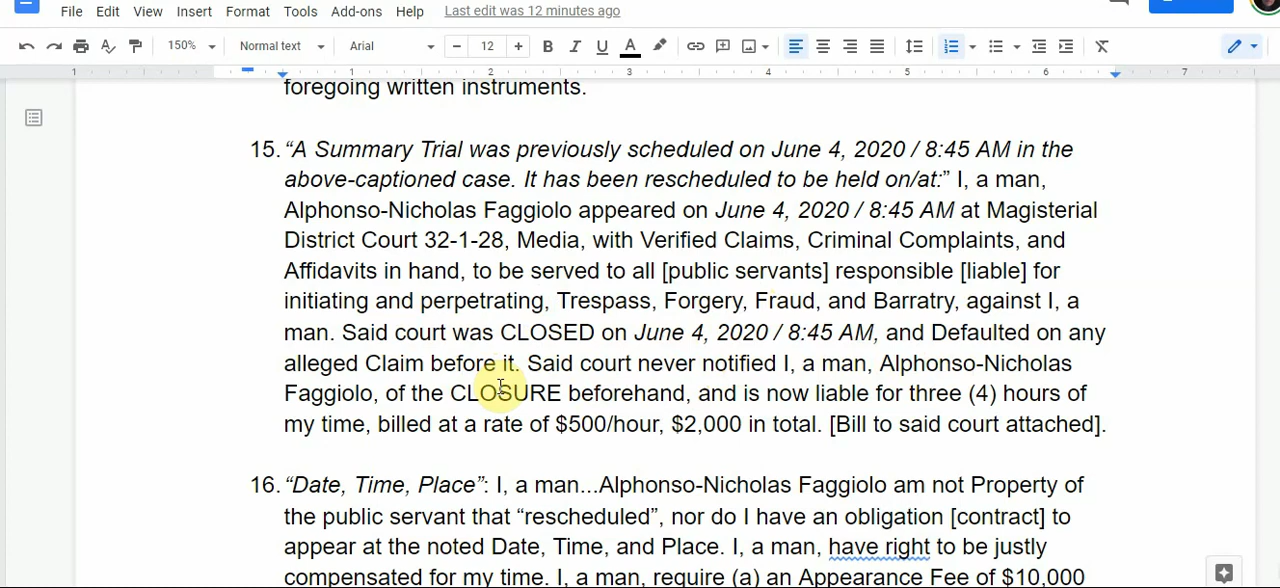 File Edit View Insert Format Tools Add-ons Help Last edit was 12 minutes ago
150% Normal text Arial − 12 + B I U A
1 1 2 3 4 5 6 7
foregoing written instruments.
15. “A Summary Trial was previously scheduled on June 4, 2020 / 8:45 AM in the
above-captioned case. It has been rescheduled to be held on/at:” I, a man,
Alphonso-Nicholas Faggiolo appeared on June 4, 2020 / 8:45 AM at Magisterial
District Court 32-1-28, Media, with Verified Claims, Criminal Complaints, and
Affidavits in hand, to be served to all [public servants] responsible [liable] for
initiating and perpetrating, Trespass, Forgery, Fraud, and Barratry, against I, a
man. Said court was CLOSED on June 4, 2020 / 8:45 AM, and Defaulted on any
alleged Claim before it. Said court never notified I, a man, Alphonso-Nicholas
Faggiolo, of the CLOSURE beforehand, and is now liable for three (4) hours of
my time, billed at a rate of $500/hour, $2,000 in total. [Bill to said court attached].
16. “Date, Time, Place”: I, a man...Alphonso-Nicholas Faggiolo am not Property of
the public servant that “rescheduled”, nor do I have an obligation [contract] to
appear at the noted Date, Time, and Place. I, a man, have right to be justly
compensated for my time. I, a man, require (a) an Appearance Fee of $10,000